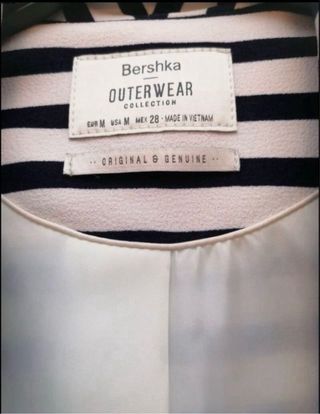 Bershka
OUTERWEAR
COLLECTION
EUR M USA M MEX 28 - MADE IN VIETNAM
·· ORIGINAL & GENUINE ··